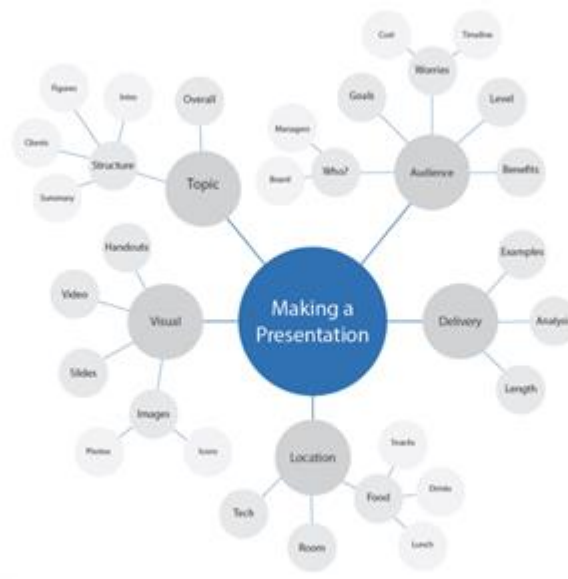 Cost
Timeline
Worries
Figures
Intro
Overall
Goals
Level
Clients
Structure
Managers
Topic
Who?
Audience
Benefits
Board
Summary
Handouts
Examples
Video
Visual
Making a
Presentation
Delivery
Analysis
Slides
Length
Images
Photos
Icons
Location
Snacks
Food
Drinks
Tech
Lunch
Room